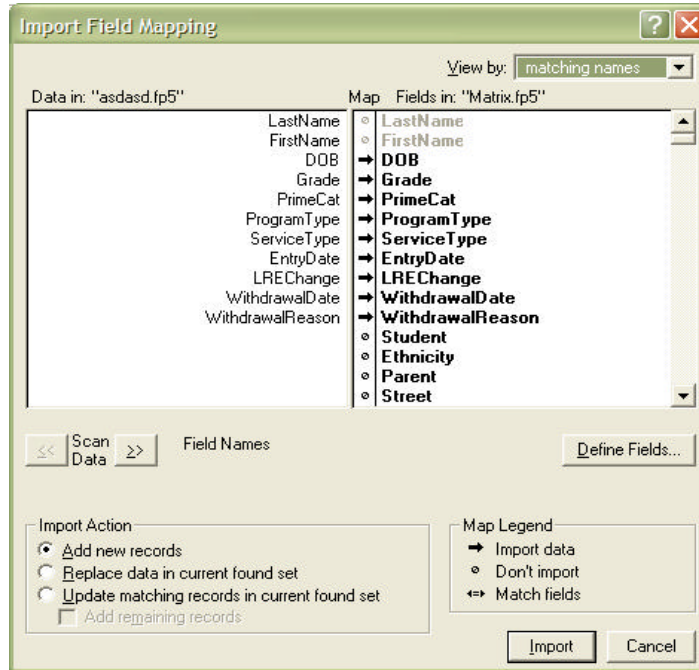 Import Field Mapping
View by: matching names
Data in: "asdasd.fp5" Map Fields in: "Matrix.fp5"
LastName LastName
FirstName FirstName
DOB DOB
Grade Grade
PrimeCat PrimeCat
ProgramType ProgramType
ServiceType ServiceType
EntryDate EntryDate
LREChange LREChange
WithdrawalDate WithdrawalDate
WithdrawalReason WithdrawalReason
Student
Ethnicity
Parent
Street
<< Scan Data >> Field Names Define Fields...
Import Action
Add new records
Replace data in current found set
Update matching records in current found set
Add remaining records
Map Legend
Import data
Don't import
Match fields
Import Cancel